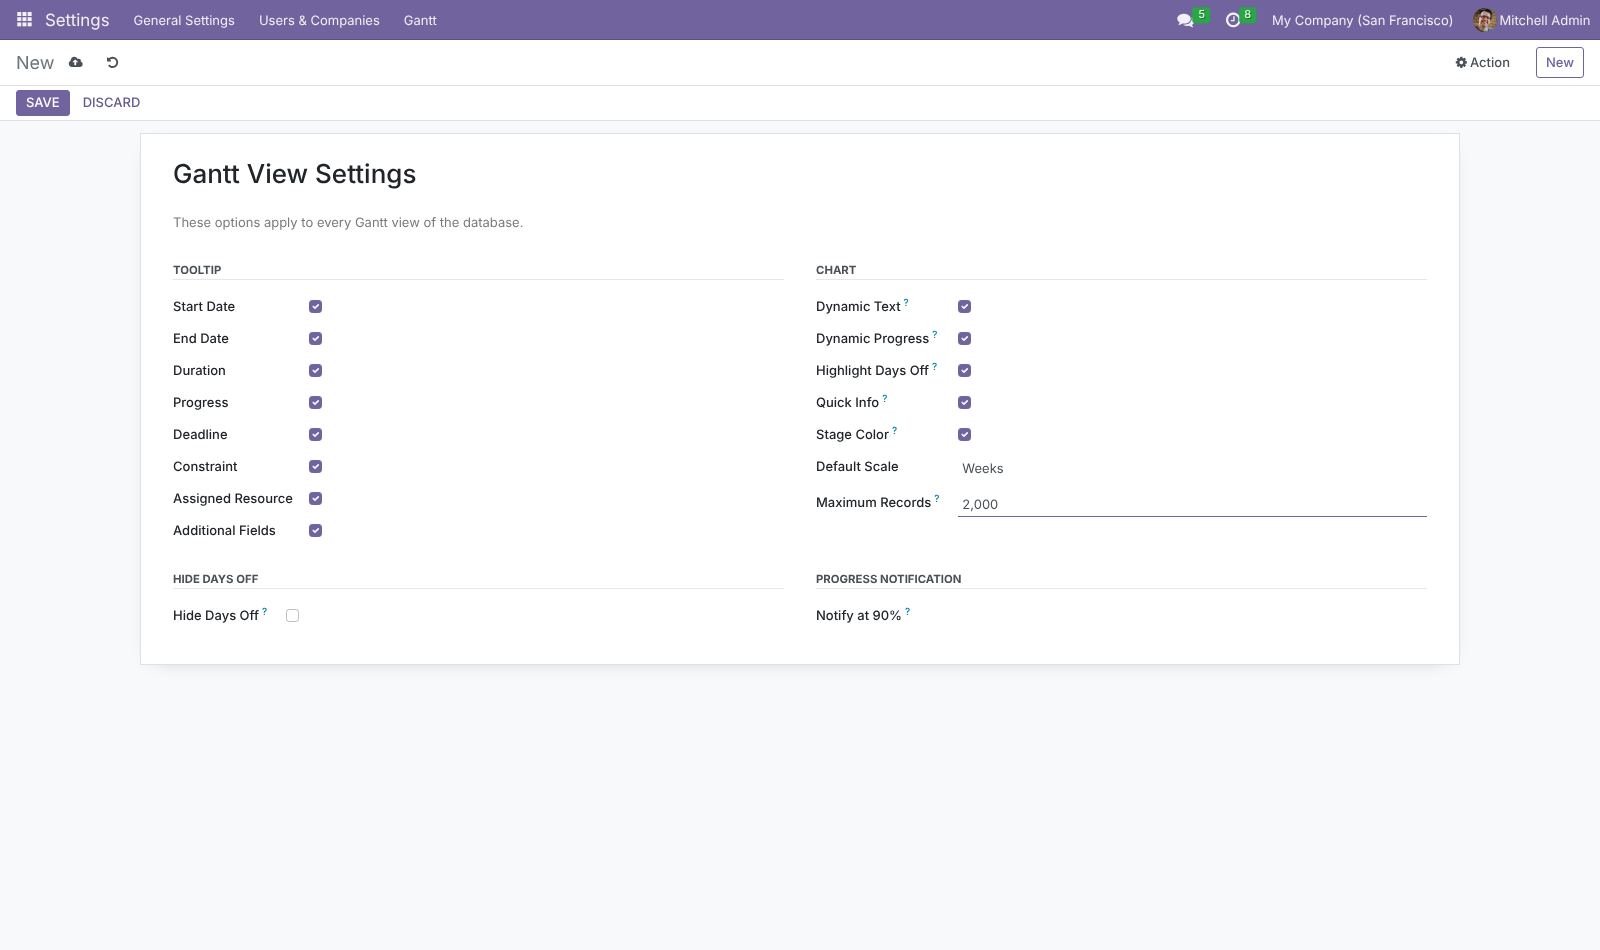 Settings General Settings Users & Companies Gantt 5 8 My Company (San Francisco) Mitchell Admin
New Action New
SAVE DISCARD
Gantt View Settings
These options apply to every Gantt view of the database.
TOOLTIP
Start Date
End Date
Duration
Progress
Deadline
Constraint
Assigned Resource
Additional Fields
CHART
Dynamic Text ?
Dynamic Progress ?
Highlight Days Off ?
Quick Info ?
Stage Color ?
Default Scale Weeks
Maximum Records ? 2,000
HIDE DAYS OFF
Hide Days Off ?
PROGRESS NOTIFICATION
Notify at 90% ?